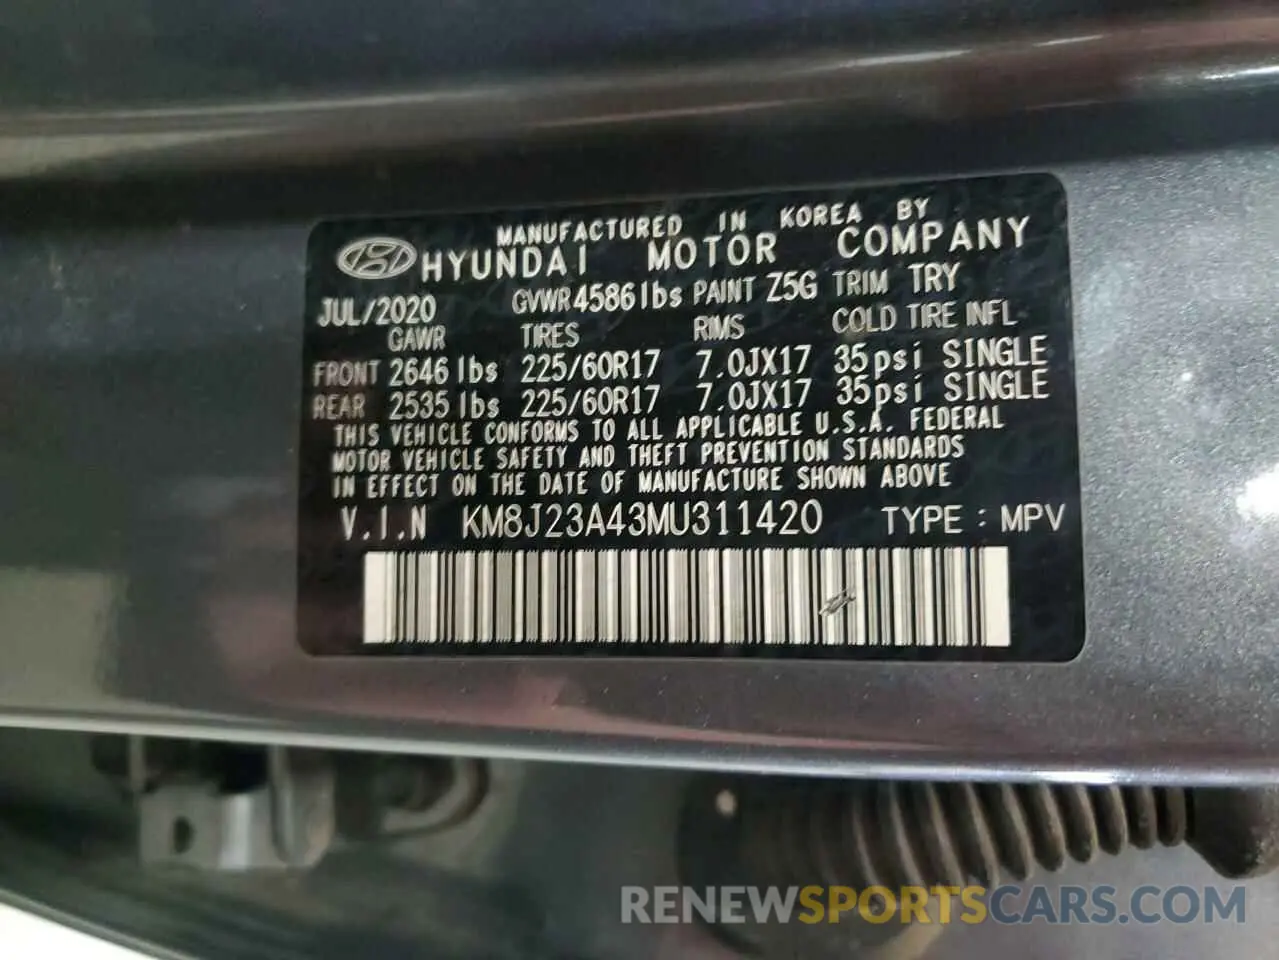 MANUFACTURED IN KOREA BY
HYUNDAI MOTOR COMPANY
JUL/2020 GVWR 4586lbs PAINT Z5G TRIM TRY
GAWR TIRES RIMS COLD TIRE INFL
FRONT 2646 lbs 225/60R17 7.0JX17 35psi SINGLE
REAR 2535 lbs 225/60R17 7.0JX17 35psi SINGLE
THIS VEHICLE CONFORMS TO ALL APPLICABLE U.S.A. FEDERAL
MOTOR VEHICLE SAFETY AND THEFT PREVENTION STANDARDS
IN EFFECT ON THE DATE OF MANUFACTURE SHOWN ABOVE
V.I.N KM8J23A43MU311420 TYPE : MPV
RENEWSPORTSCARS.COM